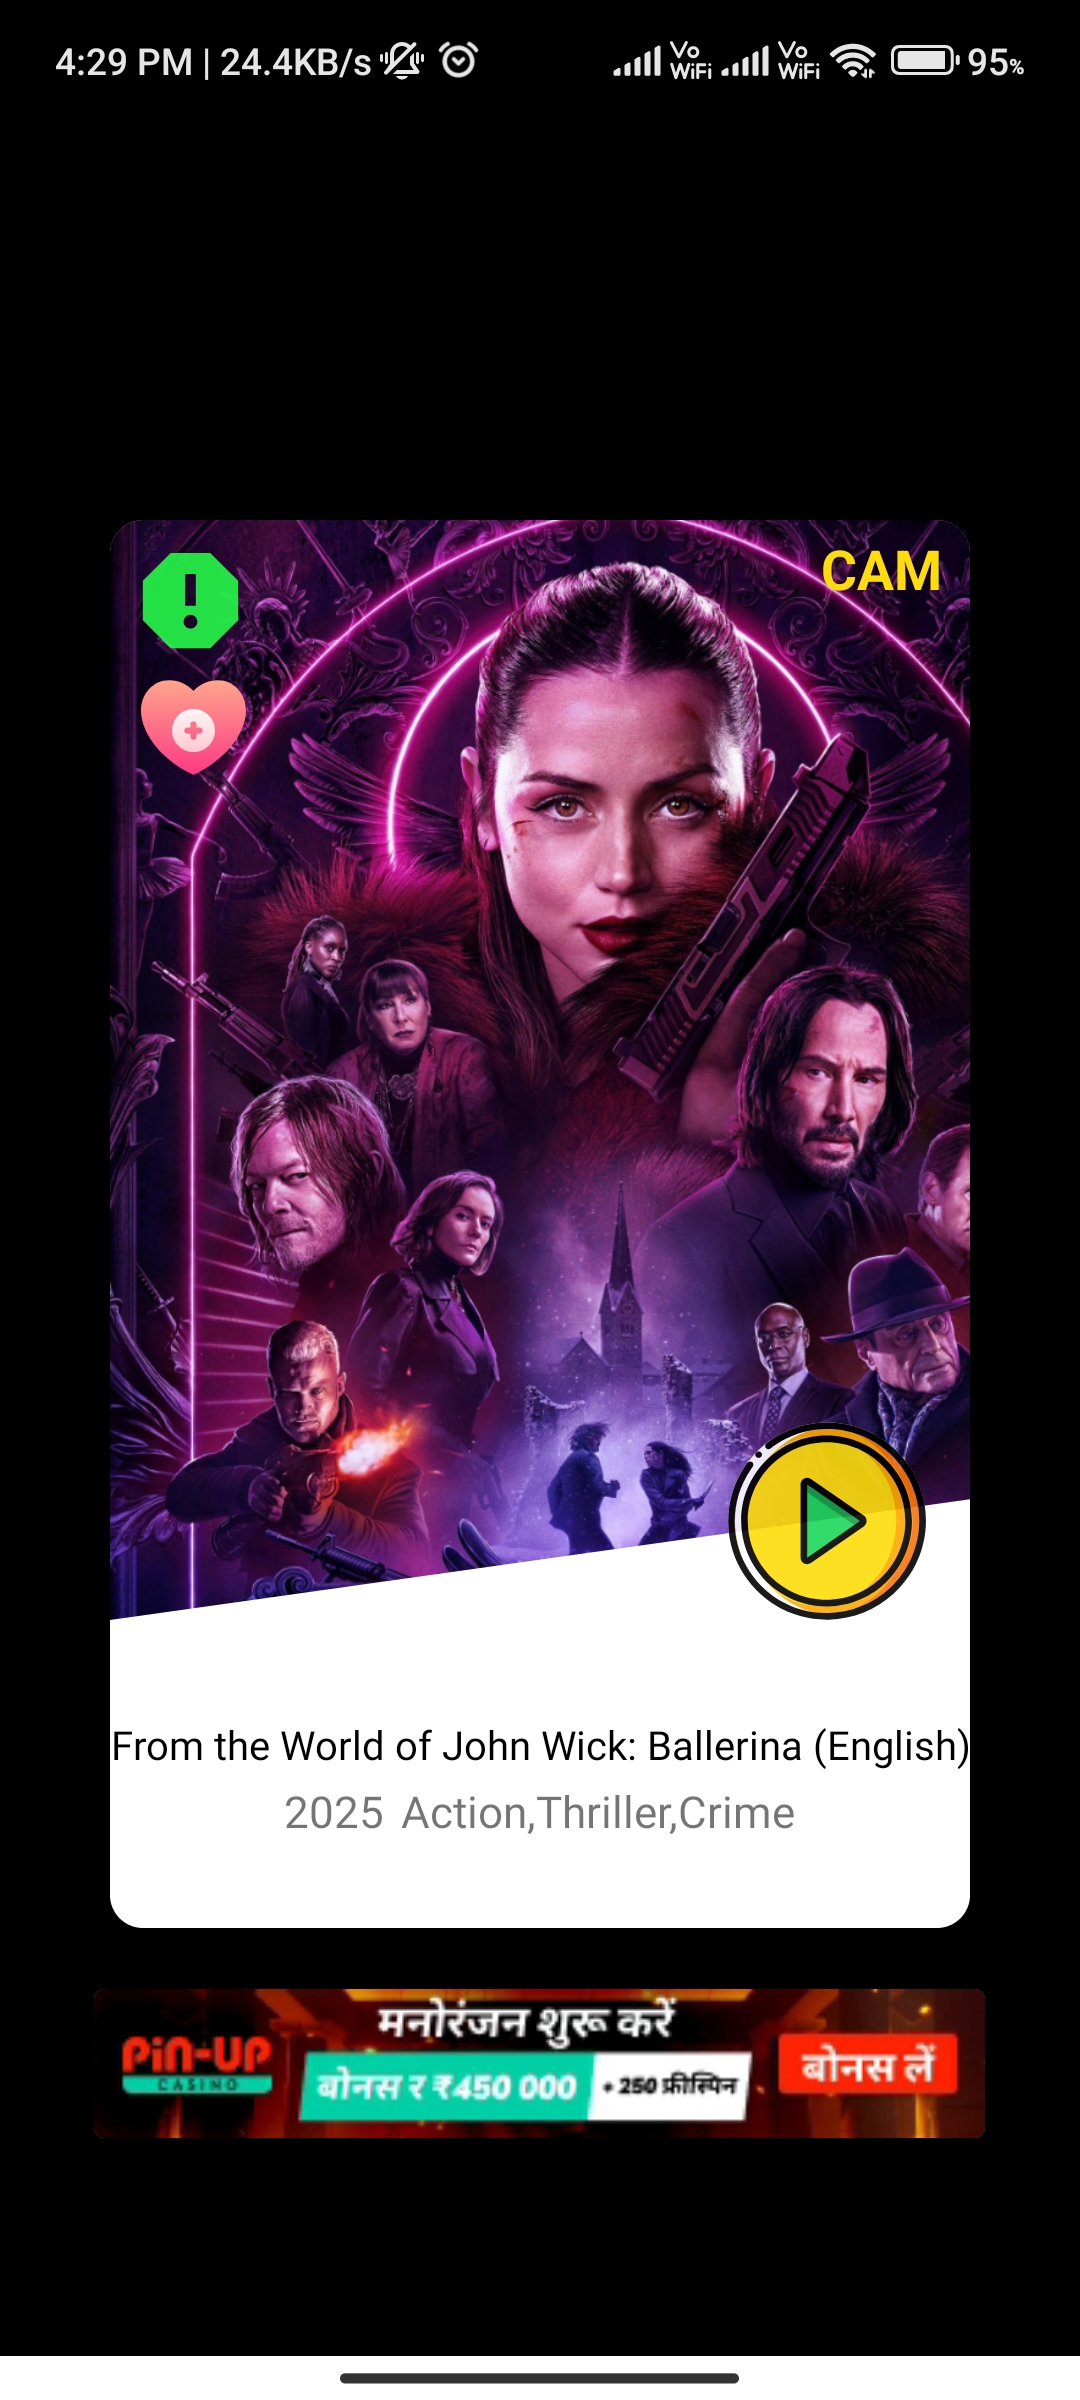 4:29 PM | 24.4KB/s Vo WiFi Vo WiFi 95%
CAM
From the World of John Wick: Ballerina (English)
2025 Action,Thriller,Crime
मनोरंजन शुरू करें
PIN-UP
CASINO
बोनस र ₹450 000 + 250 फ्रीस्पिन
बोनस लें